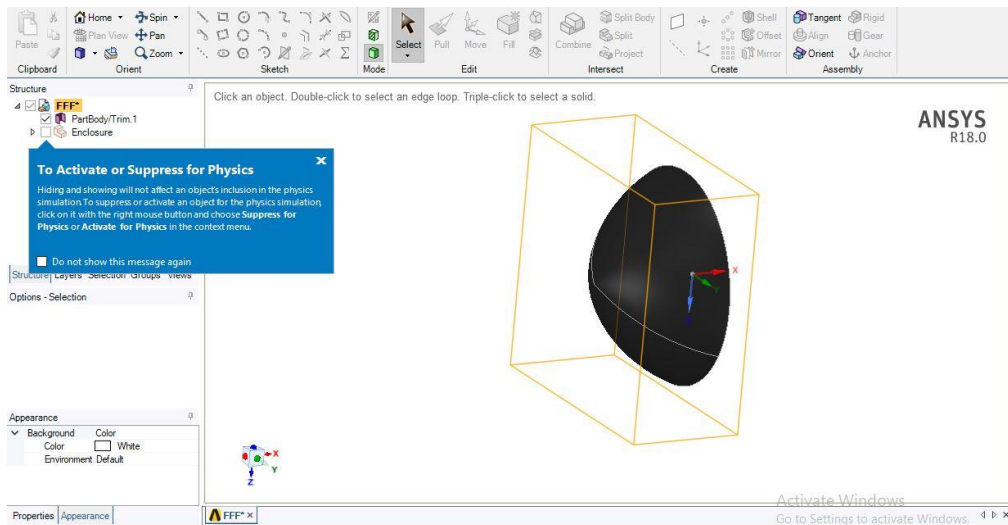 Home Spin
Plan View Pan
Paste Zoom
Select Pull Move Fill
Combine Split Body
Split
Project
Shell
Offset
Mirror
Tangent Rigid
Align Gear
Orient Anchor
Clipboard Orient Sketch Mode Edit Intersect Create Assembly
Structure
FFF*
PartBody/Trim.1
Enclosure
To Activate or Suppress for Physics
Hiding and showing will not affect an object's inclusion in the physics
simulation. To suppress or activate an object for the physics simulation,
click on it with the right mouse button and choose Suppress for
Physics or Activate for Physics in the context menu.
Do not show this message again
Structure Layers Selection Groups Views
Options - Selection
Appearance
Background Color
Color White
Environment Default
Properties Appearance
Click an object. Double-click to select an edge loop. Triple-click to select a solid.
ANSYS
R18.0
X
Y
X
Y
Z
Activate Windows
Go to Settings to activate Windows.
FFF*